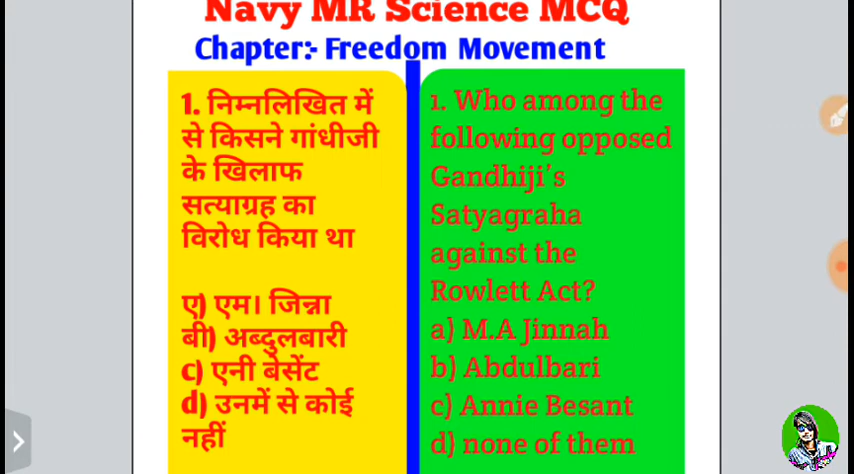 Navy MR Science MCQ
Chapter:- Freedom Movement
1. निम्नलिखित में
से किसने गांधीजी
के खिलाफ
सत्याग्रह का
विरोध किया था
ए) एम। जिन्ना
बी) अब्दुलबारी
c) एनी बेसेंट
d) उनमें से कोई
नहीं
1. Who among the
following opposed
Gandhiji's
Satyagraha
against the
Rowlett Act?
a) M.A Jinnah
b) Abdulbari
c) Annie Besant
d) none of them